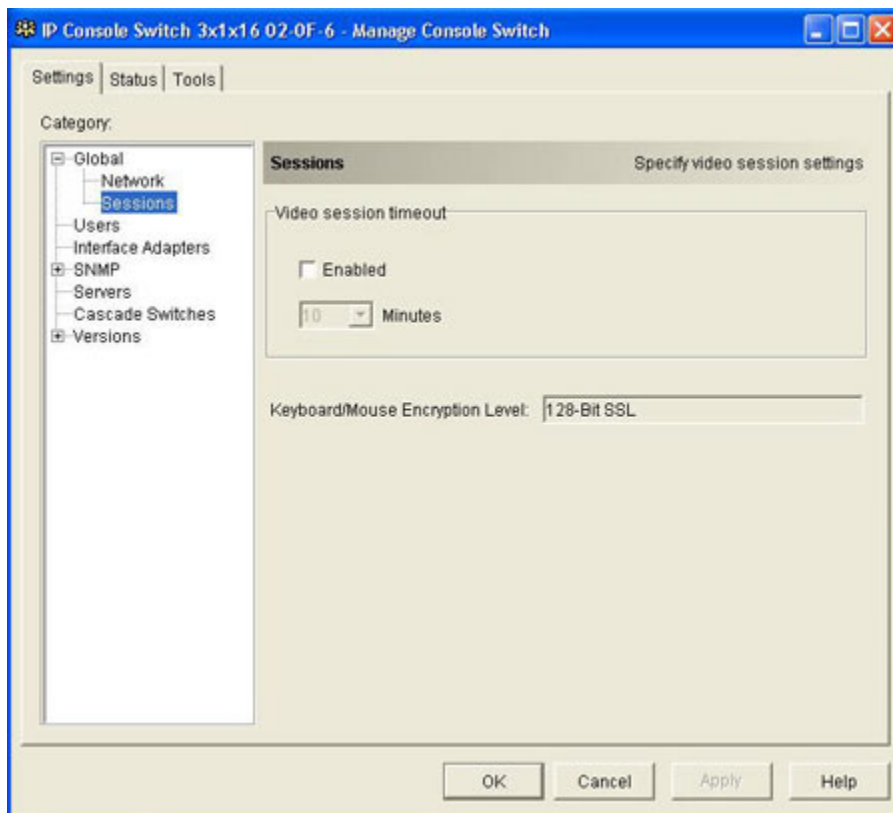 IP Console Switch 3x1x16 02-0F-6 - Manage Console Switch
Settings Status Tools
Category:
Global
Network
Sessions
Users
Interface Adapters
SNMP
Servers
Cascade Switches
Versions
Sessions Specify video session settings
Video session timeout
Enabled
10 Minutes
Keyboard/Mouse Encryption Level: 128-Bit SSL
OK Cancel Apply Help